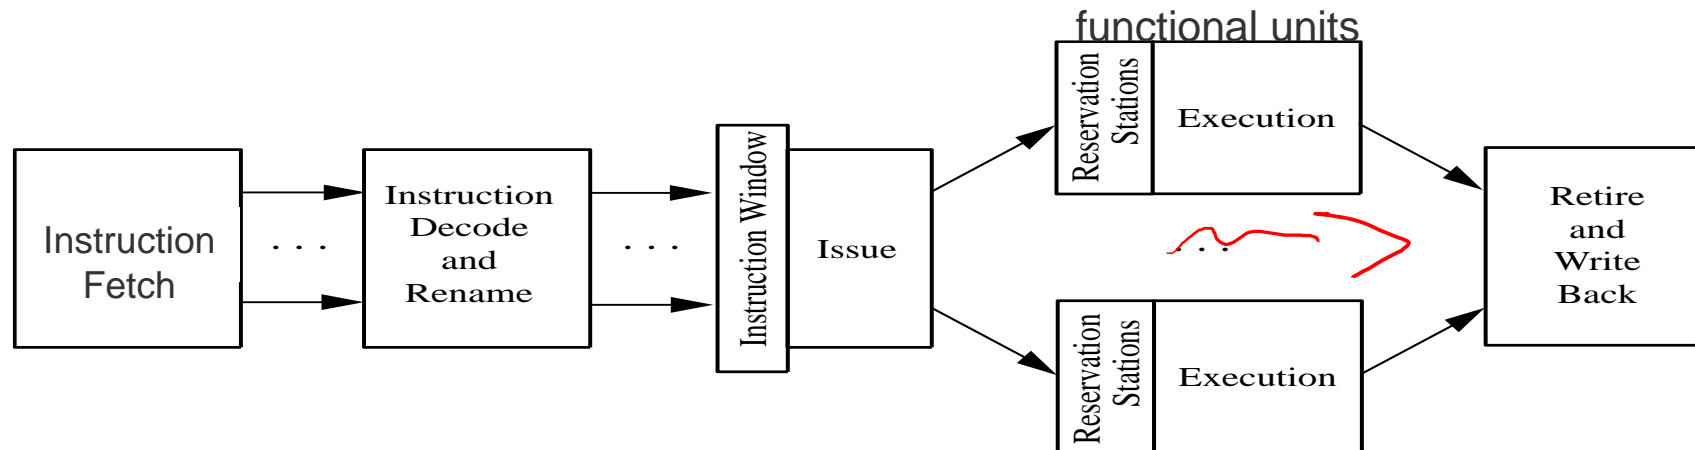 functional units
Instruction
Fetch
. . .
Instruction
Decode
and
Rename
. . .
Instruction Window
Issue
Reservation
Stations
Execution
. . .
Reservation
Stations
Execution
Retire
and
Write
Back